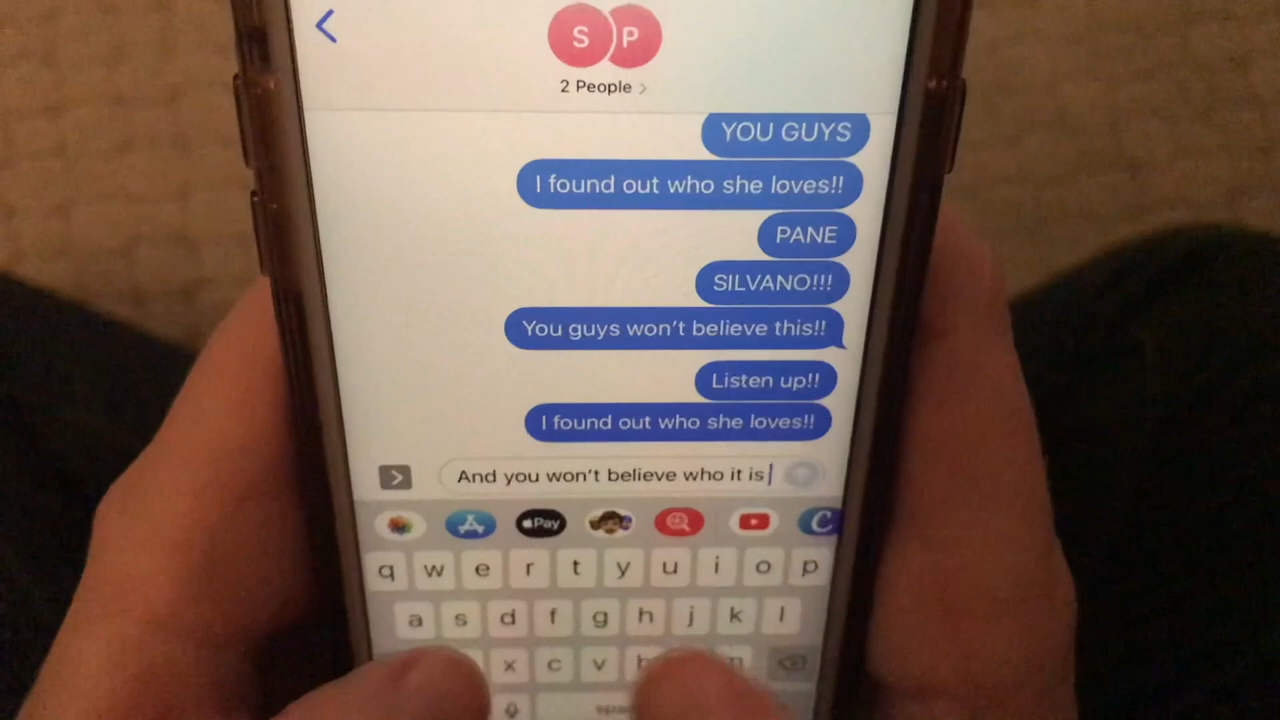 S P
2 People
YOU GUYS
I found out who she loves!!
PANE
SILVANO!!!
You guys won't believe this!!
Listen up!!
I found out who she loves!!
And you won't believe who it is
Pay
q w e r t y u i o p
a s d f g h j k l
x c v b n